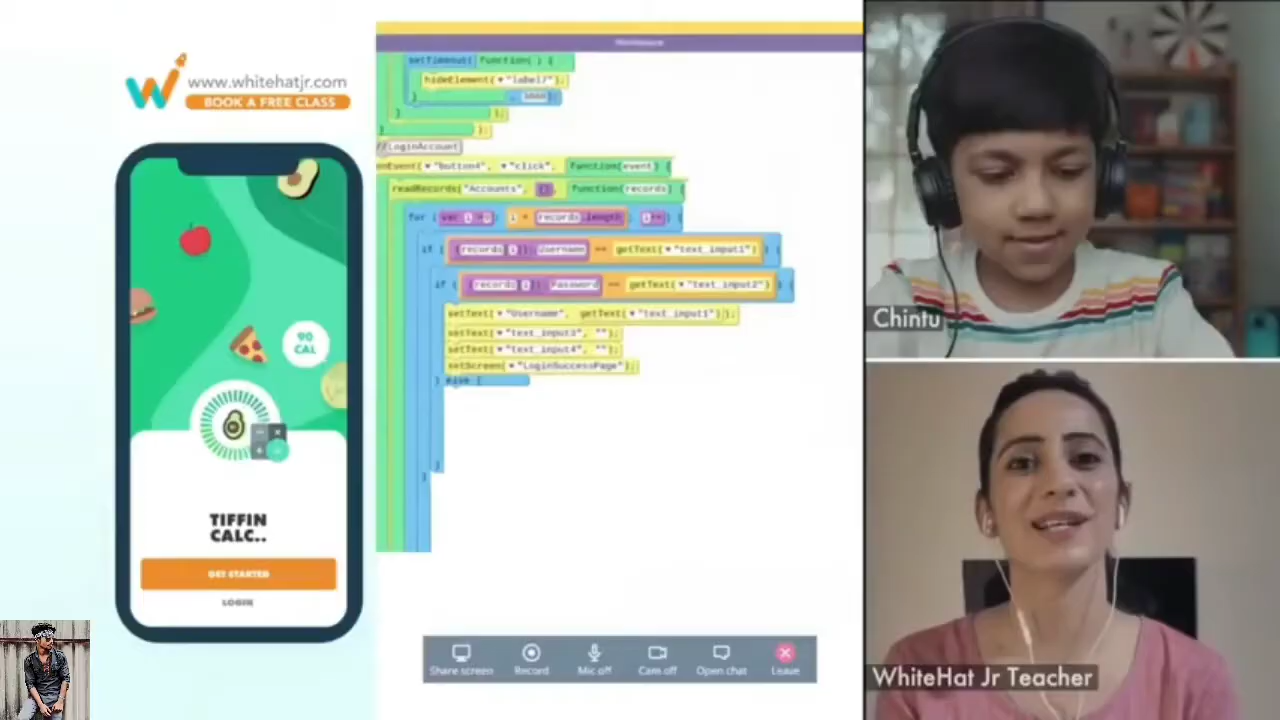 www.whitehatjr.com
BOOK A FREE CLASS
90
CAL
TIFFIN
CALC..
GET STARTED
LOGIN
setTimeout( function( ) {
hideElement( "label7");
}
});
} });
//LoginAccount
onEvent( "button4", "click", function(event) {
readRecords("Accounts", {}, function(records) {
for ( var i =0; i < records.length; i++) {
if ( (records[i]).Username == getText( "text_input1") ) {
if ( (records[i]).Password == getText( "text_input2") ) {
setText( "Username", getText( "text_input1"));
setText( "text_input3", "");
setText( "text_input4", "");
setScreen( "LoginSuccessPage");
} else {
}
}
Share screen Record Mic off Cam off Open chat Leave
Chintu
WhiteHat Jr Teacher